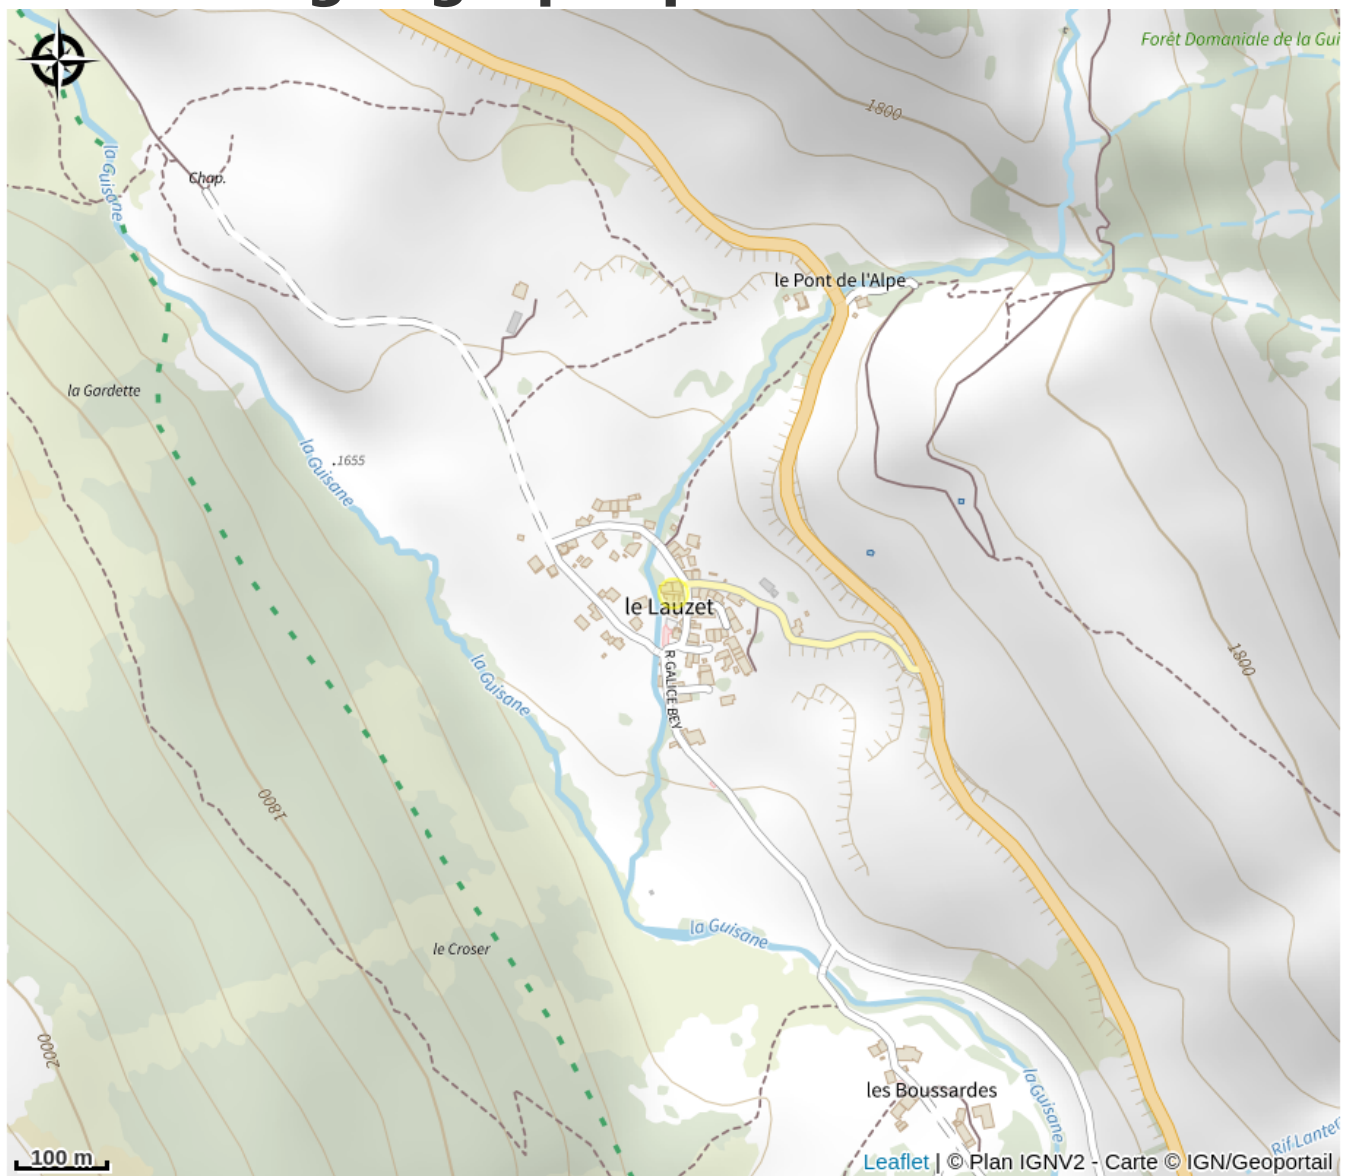 Forêt Domaniale de la Gui
1800
la Guisane
Chap.
le Pont de l'Alpe
la Gardette
la Guisane
.1655
le Lauzet
R GALICE BEY
1800
la Guisane
1800
la Guisane
le Croser
2000
les Boussardes
la Guisane
Rif Lanter
100 m
Leaflet | © Plan IGNV2 - Carte © IGN/Geoportail